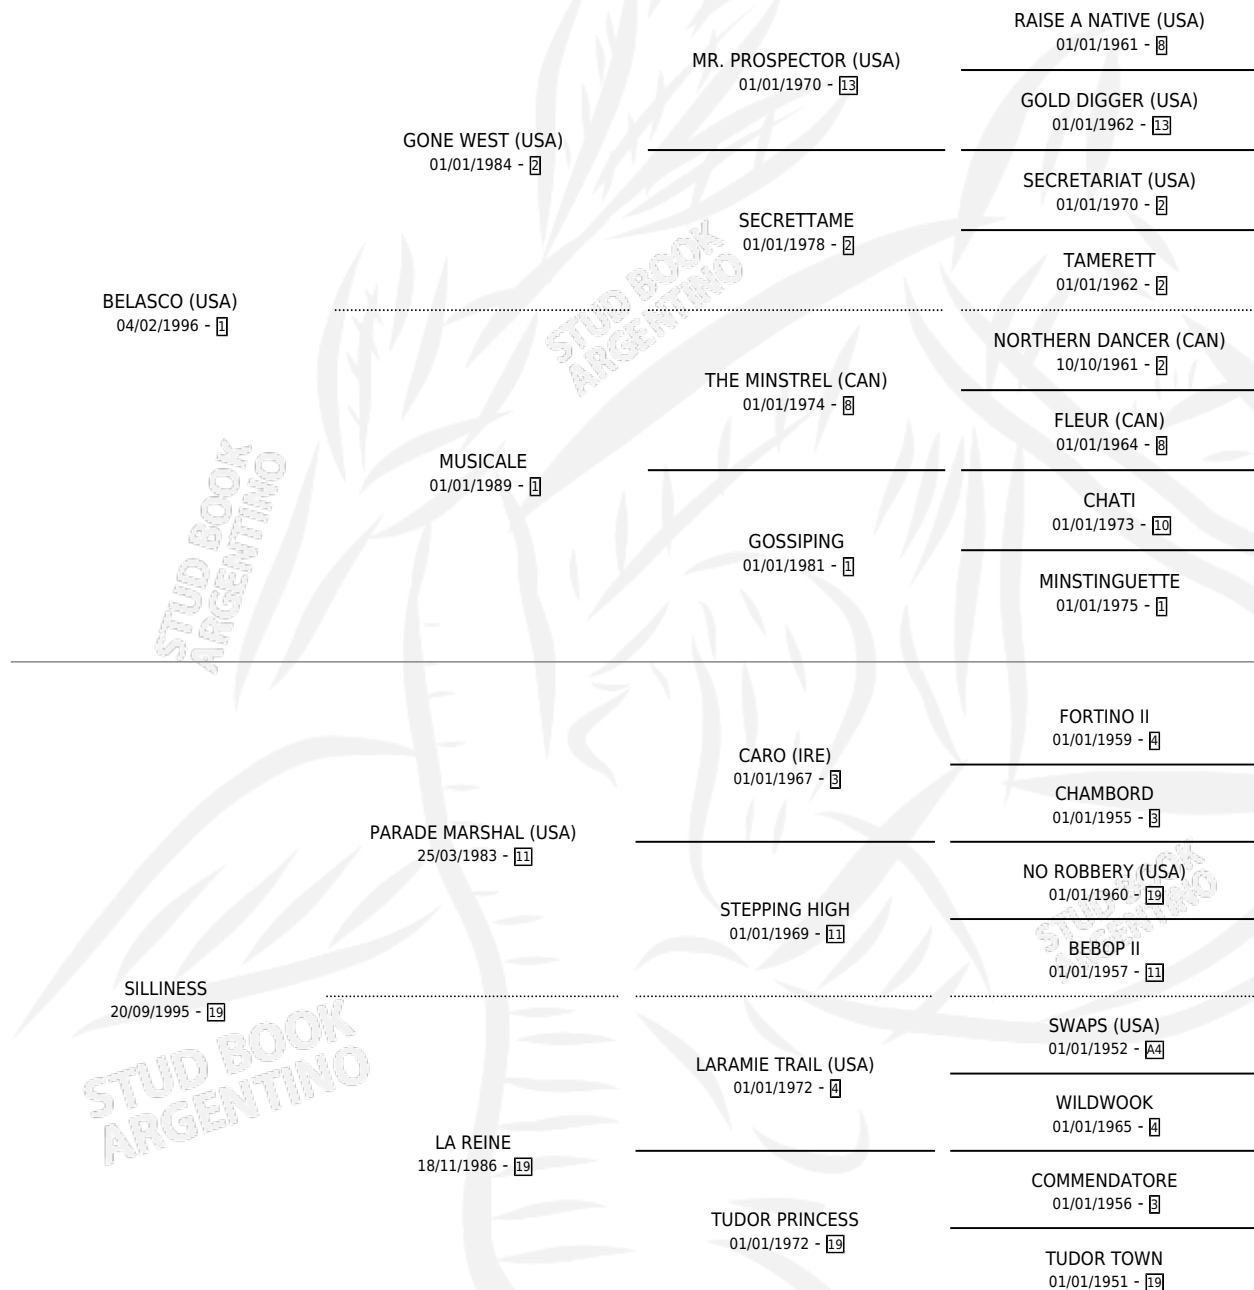 RAISE A NATIVE (USA)
01/01/1961 - 8
MR. PROSPECTOR (USA)
01/01/1970 - 13
GOLD DIGGER (USA)
01/01/1962 - 13
GONE WEST (USA)
01/01/1984 - 2
SECRETARIAT (USA)
01/01/1970 - 2
SECRETTAME
01/01/1978 - 2
TAMERETT
01/01/1962 - 2
BELASCO (USA)
04/02/1996 - 1
NORTHERN DANCER (CAN)
10/10/1961 - 2
THE MINSTREL (CAN)
01/01/1974 - 8
FLEUR (CAN)
01/01/1964 - 8
MUSICALE
01/01/1989 - 1
CHATI
01/01/1973 - 10
GOSSIPING
01/01/1981 - 1
MINSTINGUETTE
01/01/1975 - 1
FORTINO II
01/01/1959 - 4
CARO (IRE)
01/01/1967 - 3
CHAMBORD
01/01/1955 - 3
PARADE MARSHAL (USA)
25/03/1983 - 11
NO ROBBERY (USA)
01/01/1960 - 19
STEPPING HIGH
01/01/1969 - 11
BEBOP II
01/01/1957 - 11
SILLINESS
20/09/1995 - 19
SWAPS (USA)
01/01/1952 - A4
LARAMIE TRAIL (USA)
01/01/1972 - 4
WILDWOOK
01/01/1965 - 4
LA REINE
18/11/1986 - 19
COMMENDATORE
01/01/1956 - 3
TUDOR PRINCESS
01/01/1972 - 19
TUDOR TOWN
01/01/1951 - 19
STUD BOOK
ARGENTINO
STUD BOOK
ARGENTINO
STUD BOOK
ARGENTINO
STUD BOOK
ARGENTINO